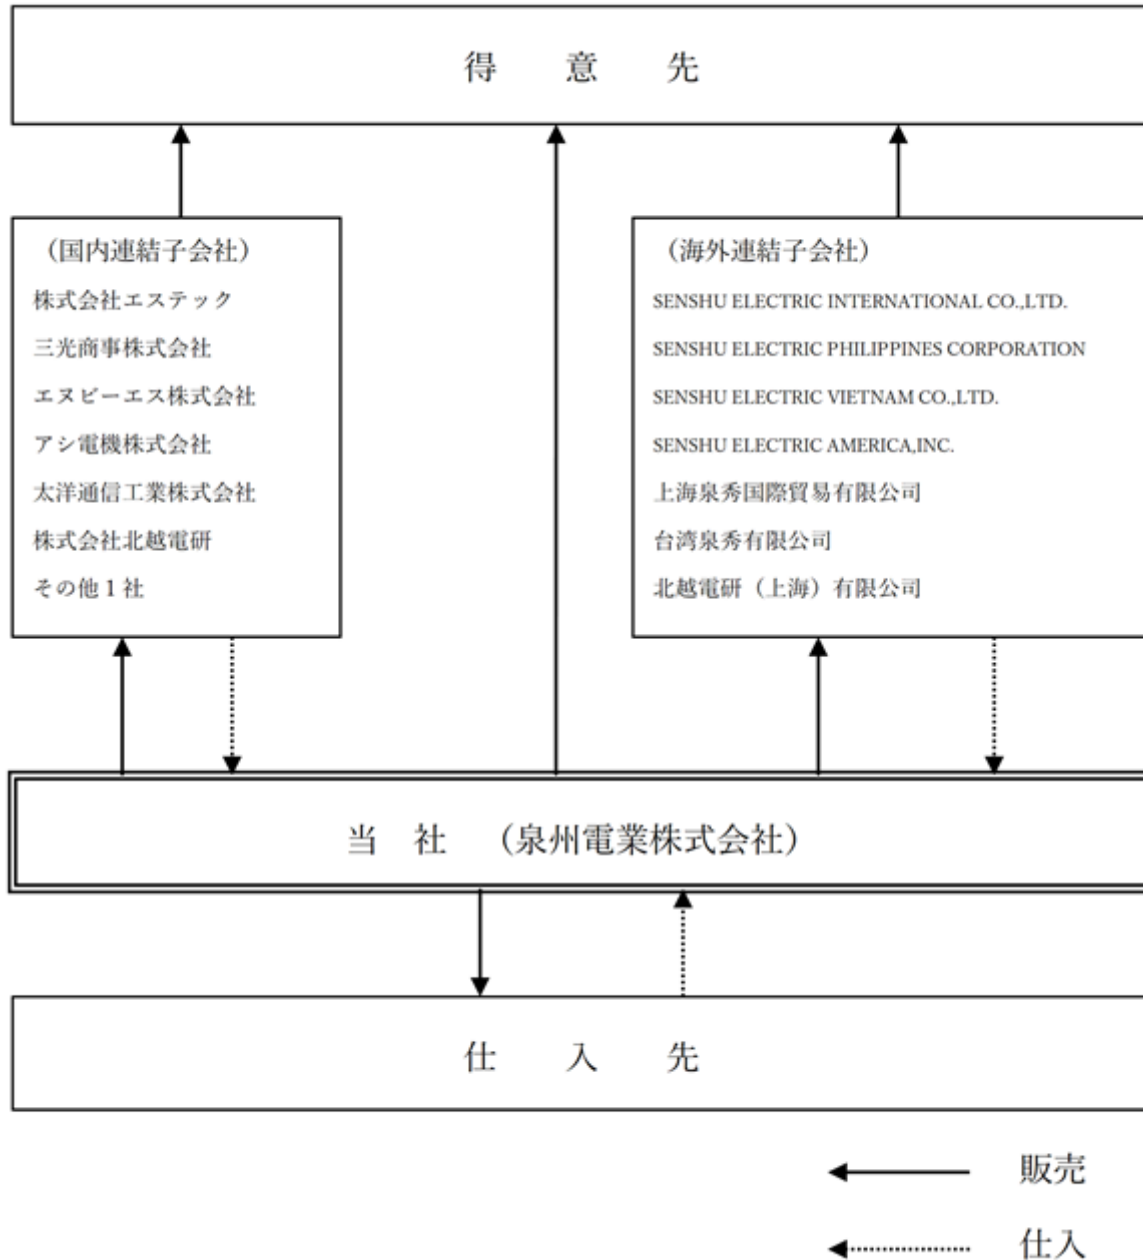 得 意 先
（国内連結子会社）
株式会社エステック
三光商事株式会社
エヌビーエス株式会社
アシ電機株式会社
太洋通信工業株式会社
株式会社北越電研
その他１社
（海外連結子会社）
SENSHU ELECTRIC INTERNATIONAL CO.,LTD.
SENSHU ELECTRIC PHILIPPINES CORPORATION
SENSHU ELECTRIC VIETNAM CO.,LTD.
SENSHU ELECTRIC AMERICA,INC.
上海泉秀国際貿易有限公司
台湾泉秀有限公司
北越電研（上海）有限公司
当 社 （泉州電業株式会社）
仕 入 先
販売
仕入